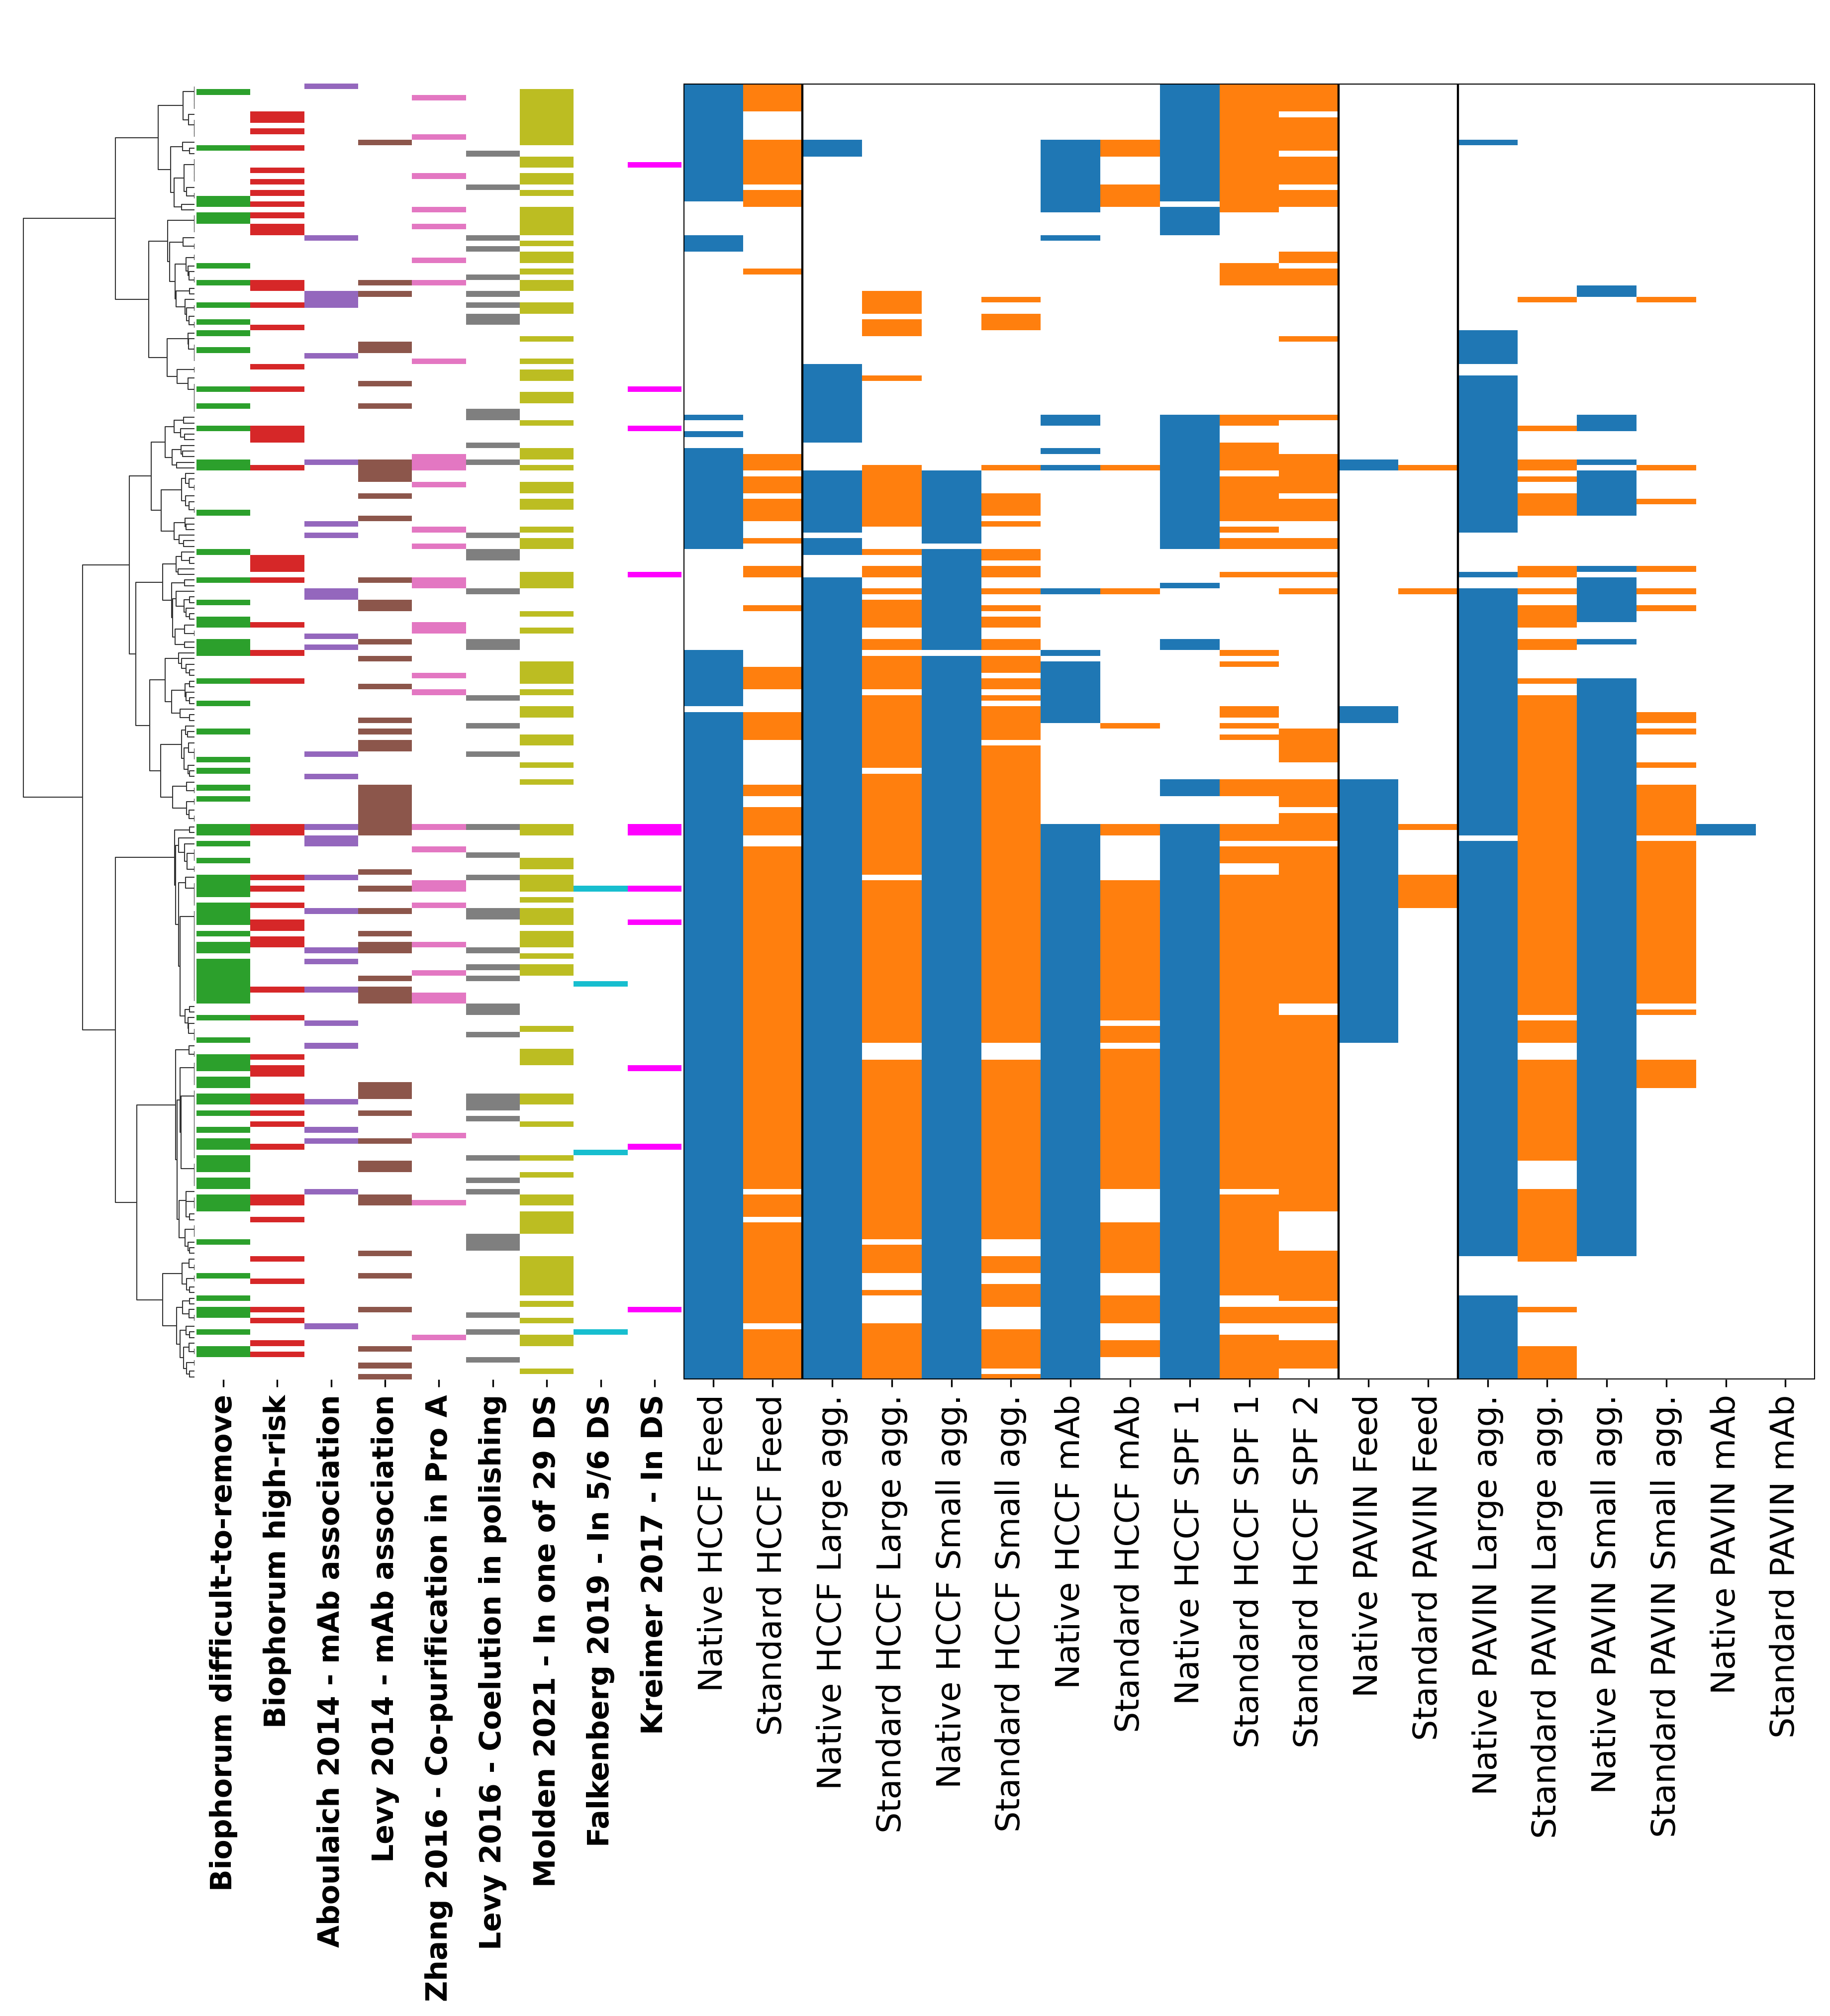 Biophorum difficult-to-remove
Biophorum high-risk
Aboulaich 2014 - mAb association
Levy 2014 - mAb association
Zhang 2016 - Co-purification in Pro A
Levy 2016 - Coelution in polishing
Molden 2021 - In one of 29 DS
Falkenberg 2019 - In 5/6 DS
Kreimer 2017 - In DS
Native HCCF Feed
Standard HCCF Feed
Native HCCF Large agg.
Standard HCCF Large agg.
Native HCCF Small agg.
Standard HCCF Small agg.
Native HCCF mAb
Standard HCCF mAb
Native HCCF SPF 1
Standard HCCF SPF 1
Standard HCCF SPF 2
Native PAVIN Feed
Standard PAVIN Feed
Native PAVIN Large agg.
Standard PAVIN Large agg.
Native PAVIN Small agg.
Standard PAVIN Small agg.
Native PAVIN mAb
Standard PAVIN mAb